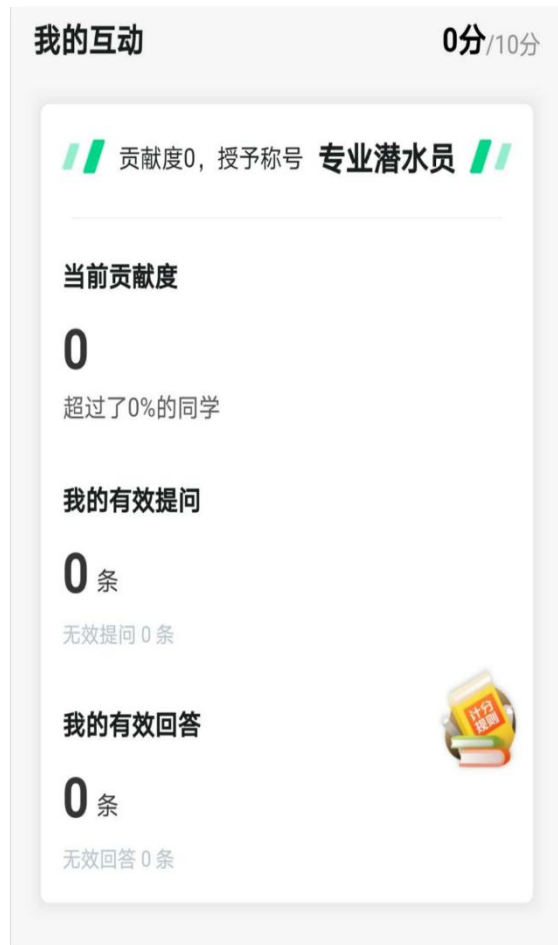 我的互动 0分/10分
贡献度0，授予称号 专业潜水员
当前贡献度
0
超过了0%的同学
我的有效提问
0 条
无效提问 0 条
计分
规则
我的有效回答
0 条
无效回答 0 条